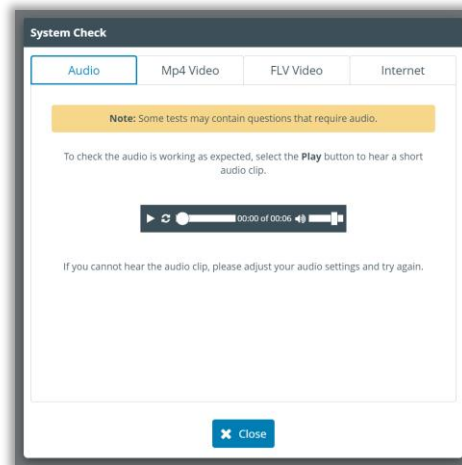 System Check
Audio Mp4 Video FLV Video Internet
Note: Some tests may contain questions that require audio.
To check the audio is working as expected, select the Play button to hear a short
audio clip.
00:00 of 00:06
If you cannot hear the audio clip, please adjust your audio settings and try again.
Close